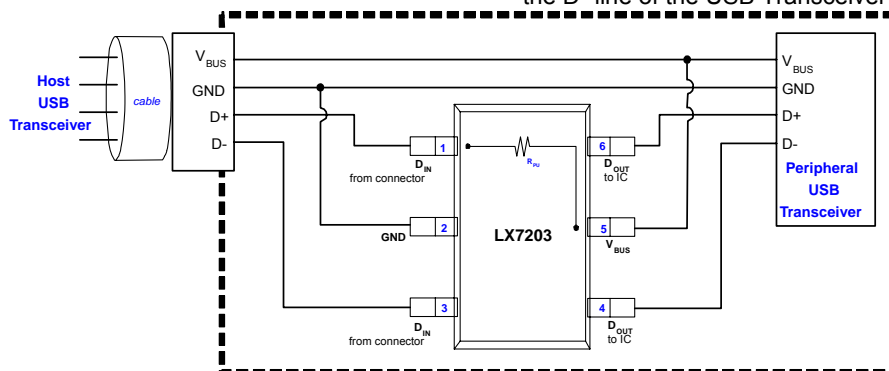 the D- line of the USB Transceiver
Host
USB
Transceiver
cable
VBUS
GND
D+
D-
1
DIN
from connector
2
GND
3
DIN
from connector
RPU
LX7203
6
DOUT
to IC
5
VBUS
4
DOUT
to IC
VBUS
GND
D+
D-
Peripheral
USB
Transceiver